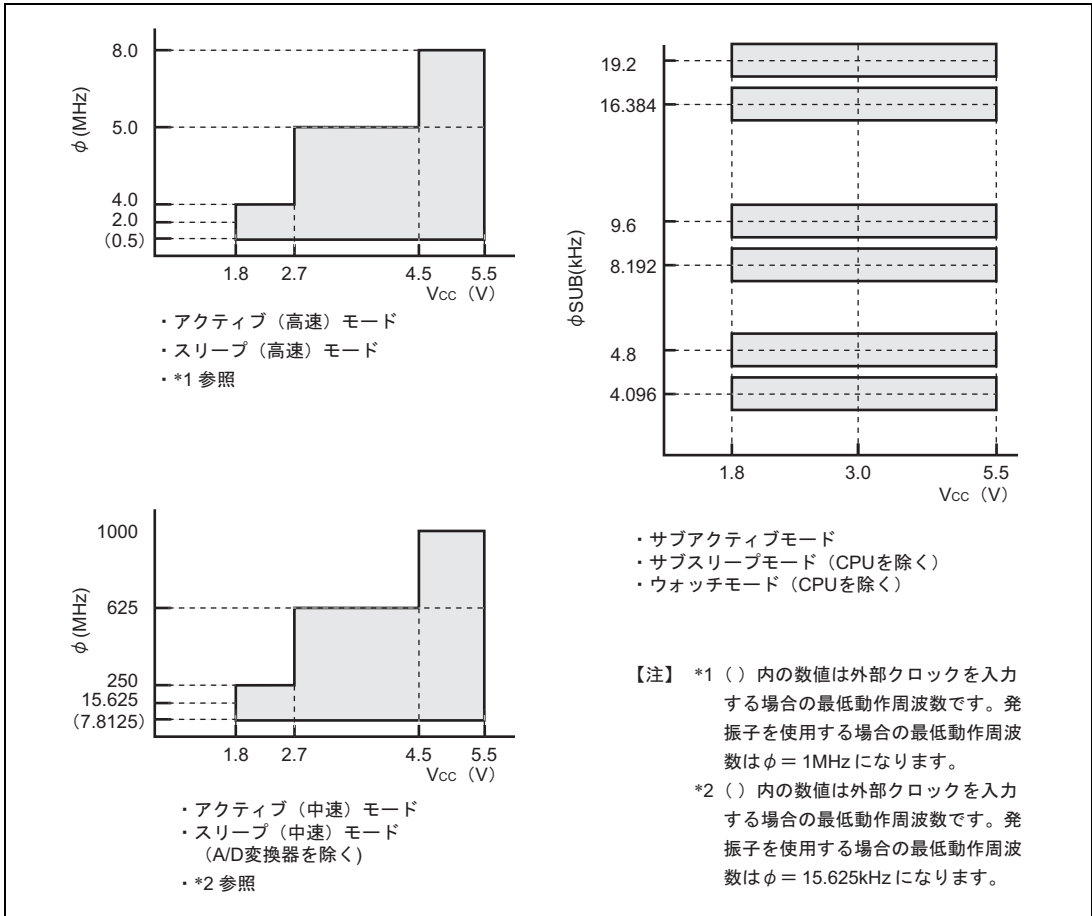 8.0
5.0
4.0
2.0
（0.5）
φ (MHz)
1.8 2.7 4.5 5.5
Vcc（V）
・アクティブ（高速）モード
・スリープ（高速）モード
・*1 参照
1000
625
250
15.625
（7.8125）
φ (MHz)
1.8 2.7 4.5 5.5
Vcc（V）
・アクティブ（中速）モード
・スリープ（中速）モード
（A/D変換器を除く)
・*2 参照
19.2
16.384
9.6
8.192
4.8
4.096
φSUB(kHz)
1.8 3.0 5.5
Vcc（V）
・サブアクティブモード
・サブスリープモード（CPUを除く）
・ウォッチモード（CPUを除く）
【注】 *1（ ）内の数値は外部クロックを入力
する場合の最低動作周波数です。発
振子を使用する場合の最低動作周波
数はφ＝ 1MHz になります。
*2（ ）内の数値は外部クロックを入力
する場合の最低動作周波数です。発
振子を使用する場合の最低動作周波
数はφ＝ 15.625kHz になります。